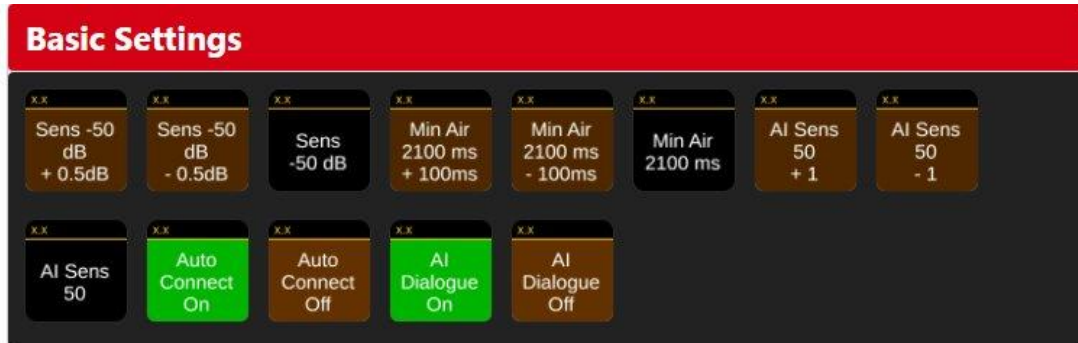 Basic Settings
x.x
Sens -50
dB
+ 0.5dB
x.x
Sens -50
dB
- 0.5dB
x.x
Sens
-50 dB
x.x
Min Air
2100 ms
+ 100ms
x.x
Min Air
2100 ms
- 100ms
x.x
Min Air
2100 ms
x.x
AI Sens
50
+ 1
x.x
AI Sens
50
- 1
x.x
AI Sens
50
x.x
Auto
Connect
On
x.x
Auto
Connect
Off
x.x
AI
Dialogue
On
x.x
AI
Dialogue
Off